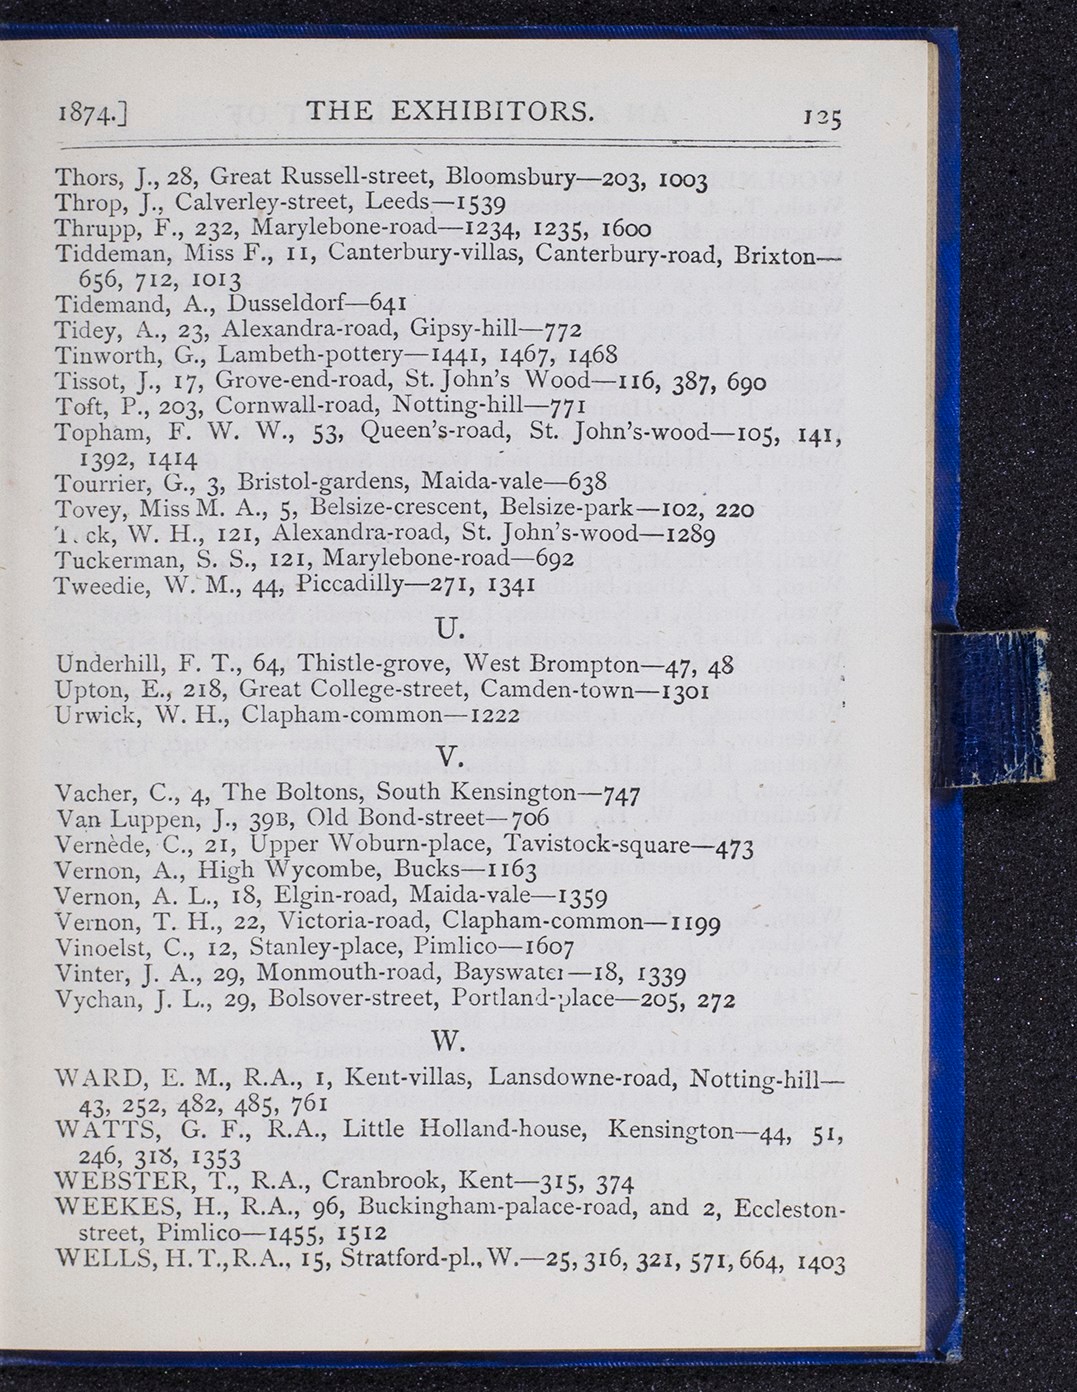 1874.] THE EXHIBITORS. 125
Thors, J., 28, Great Russell-street, Bloomsbury—203, 1003
Throp, J., Calverley-street, Leeds—1539
Thrupp, F., 232, Marylebone-road—1234, 1235, 1600
Tiddeman, Miss F., 11, Canterbury-villas, Canterbury-road, Brixton—
656, 712, 1013
Tidemand, A., Dusseldorf—641
Tidey, A., 23, Alexandra-road, Gipsy-hill—772
Tinworth, G., Lambeth-pottery—1441, 1467, 1468
Tissot, J., 17, Grove-end-road, St. John's Wood—116, 387, 690
Toft, P., 203, Cornwall-road, Notting-hill—771
Topham, F. W. W., 53, Queen's-road, St. John's-wood—105, 141,
1392, 1414
Tourrier, G., 3, Bristol-gardens, Maida-vale—638
Tovey, Miss M. A., 5, Belsize-crescent, Belsize-park—102, 220
W. H., 121, Alexandra-road, St. John's-wood—1289
Tuckerman, S. S., 121, Marylebone-road—692
Tweedie, W. M., 44, Piccadilly—271, 1341
U.
Underhill, F. T., 64, Thistle-grove, West Brompton—47, 48
Upton, E., 218, Great College-street, Camden-town—1301
Urwick, W. H., Clapham-common—1222
V.
Vacher, C., 4, The Boltons, South Kensington—747
Van Luppen, J., 39B, Old Bond-street—706
Vernède, C., 21, Upper Woburn-place, Tavistock-square—473
Vernon, A., High Wycombe, Bucks—1163
Vernon, A. L., 18, Elgin-road, Maida-vale—1359
Vernon, T. H., 22, Victoria-road, Clapham-common—1199
Vinoelst, C., 12, Stanley-place, Pimlico—1607
Vinter, J. A., 29, Monmouth-road, Bayswater—18, 1339
Vychan, J. L., 29, Bolsover-street, Portland-place—205, 272
W.
WARD, E. M., R.A., 1, Kent-villas, Lansdowne-road, Notting-hill—
43, 252, 482, 485, 761
WATTS, G. F., R.A., Little Holland-house, Kensington—44, 51,
246, 318, 1353
WEBSTER, T., R.A., Cranbrook, Kent—315, 374
WEEKES, H., R.A., 96, Buckingham-palace-road, and 2, Eccleston-
street, Pimlico—1455, 1512
WELLS, H. T., R.A., 15, Stratford-pl., W.—25, 316, 321, 571, 664, 1403